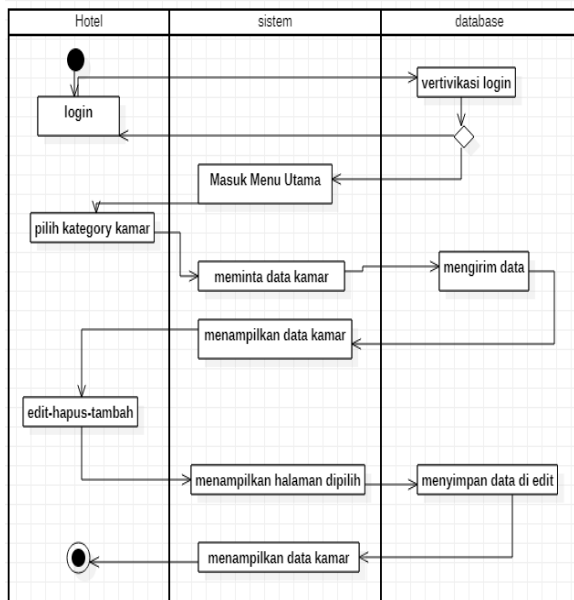 Hotel
sistem
database
vertivikasi login
login
Masuk Menu Utama
pilih kategory kamar
meminta data kamar
mengirim data
menampilkan data kamar
edit-hapus-tambah
menampilkan halaman dipilih
menyimpan data di edit
menampilkan data kamar